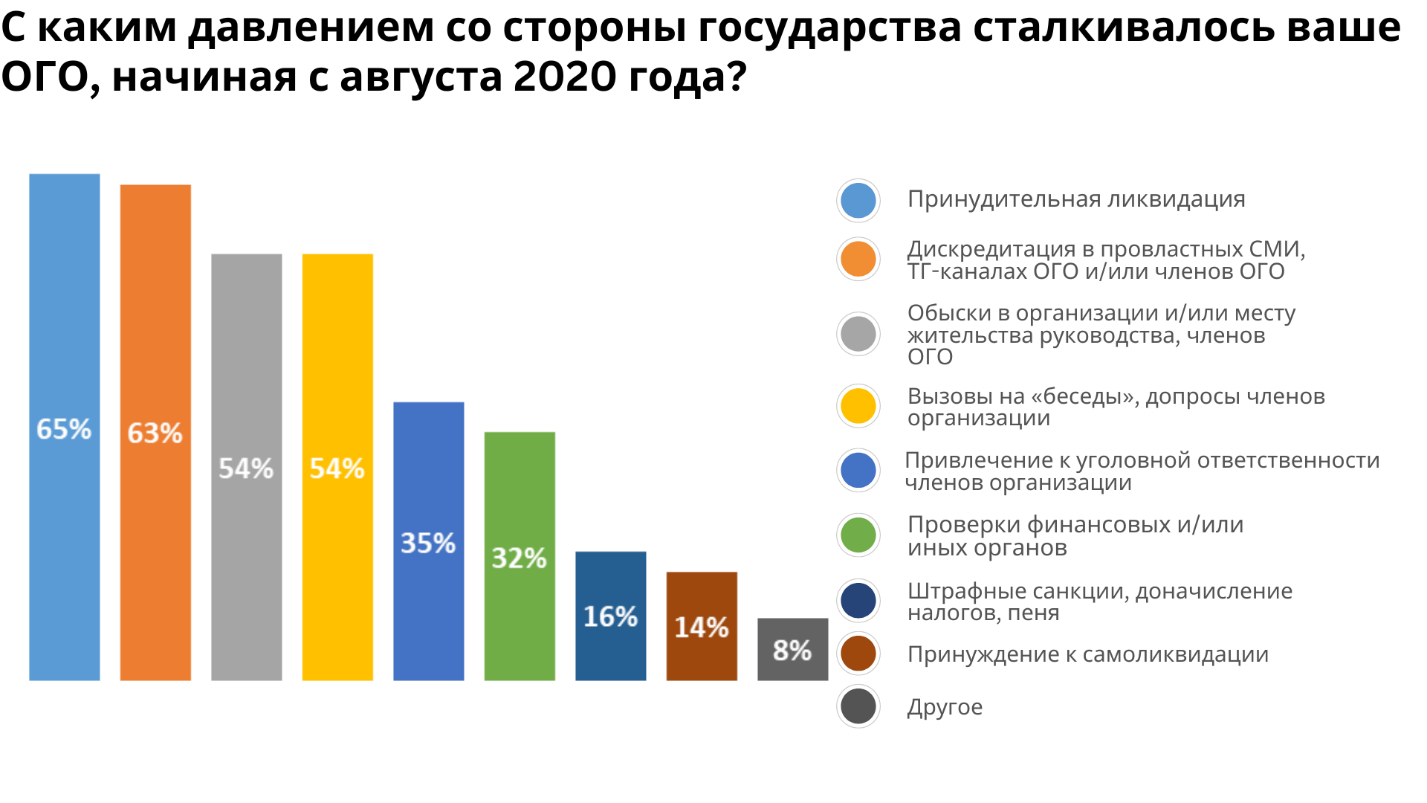 С каким давлением со стороны государства сталкивалось ваше
ОГО, начиная с августа 2020 года?
65%
63%
54%
54%
35%
32%
16%
14%
8%
Принудительная ликвидация
Дискредитация в провластных СМИ,
ТГ-каналах ОГО и/или членов ОГО
Обыски в организации и/или месту
жительства руководства, членов
ОГО
Вызовы на «беседы», допросы членов
организации
Привлечение к уголовной ответственности
членов организации
Проверки финансовых и/или
иных органов
Штрафные санкции, доначисление
налогов, пеня
Принуждение к самоликвидации
Другое